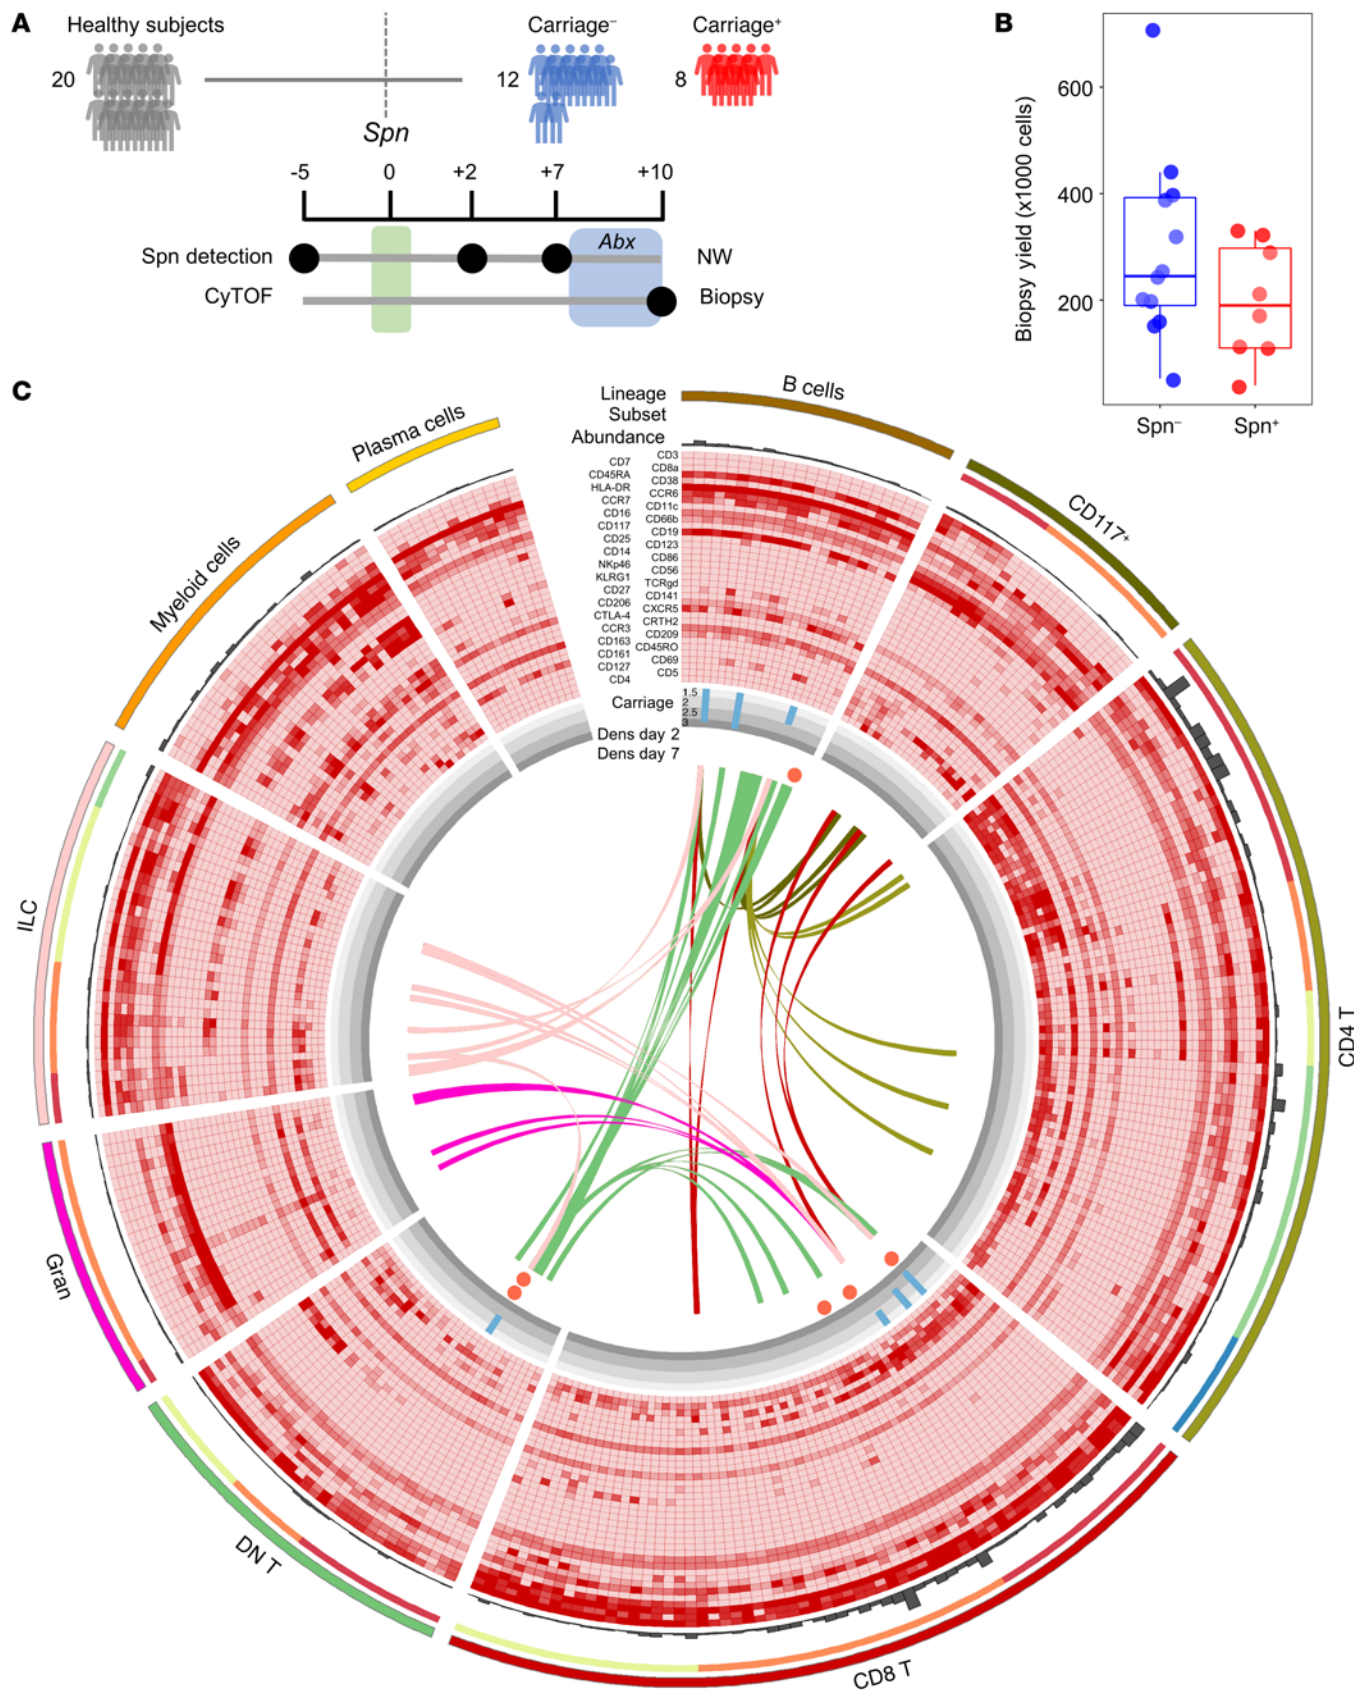 A
Healthy subjects
20
Spn
Carriage⁻
12
Carriage⁺
8
-5 0 +2 +7 +10
Spn detection
Abx
NW
CyTOF
Biopsy
B
Biopsy yield (x1000 cells)
600
400
200
Spn⁻
Spn⁺
C
Lineage
Subset
Abundance
CD3
CD7
CD8a
CD45RA
CD38
HLA-DR
CCR6
CCR7
CD11c
CD16
CD66b
CD117
CD19
CD25
CD123
CD14
CD86
NKp46
CD56
KLRG1
TCRgd
CD27
CD141
CD206
CXCR5
CTLA-4
CRTH2
CCR3
CD209
CD163
CD45RO
CD161
CD69
CD127
CD5
CD4
Carriage
1.5
2
2.5
3
Dens day 2
Dens day 7
B cells
CD117⁺
CD4 T
CD8 T
DN T
Gran
ILC
Myeloid cells
Plasma cells